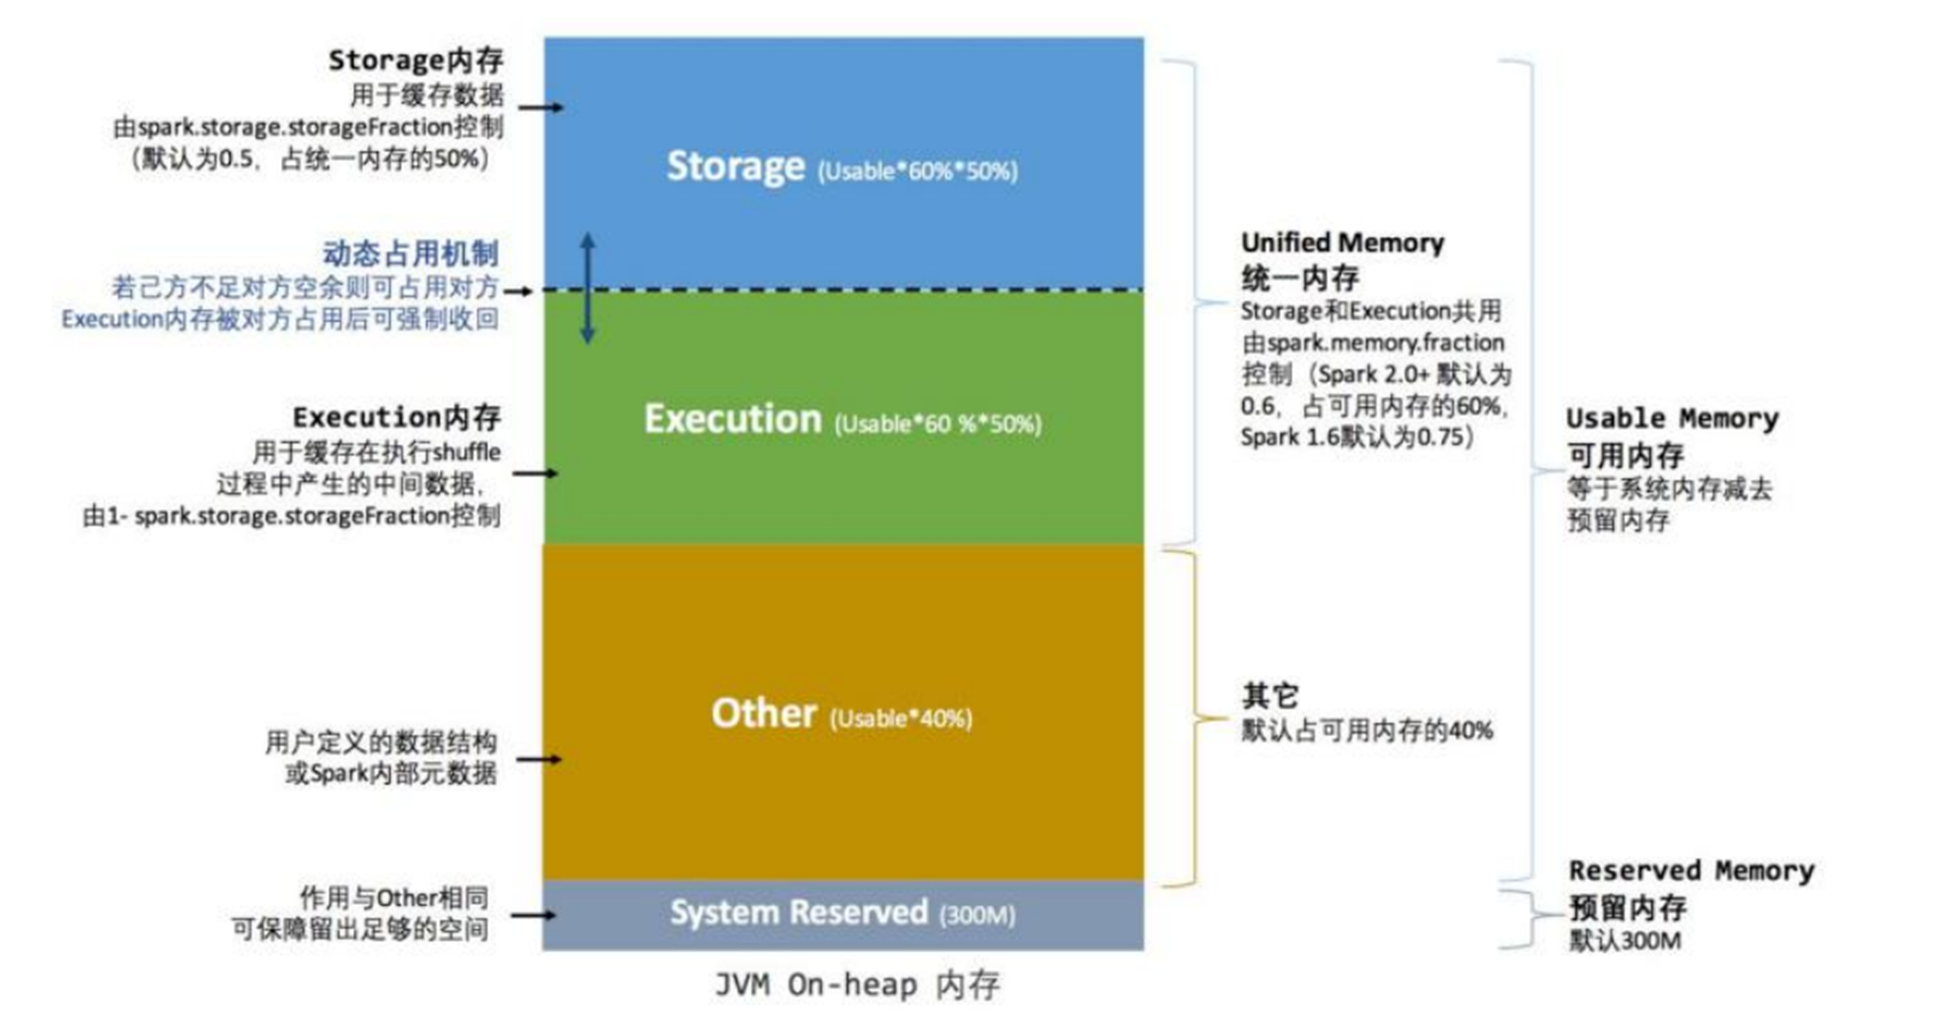 Storage内存
用于缓存数据
由spark.storage.storageFraction控制
(默认为0.5，占统一内存的50%)
动态占用机制
若己方不足对方空余则可占用对方
Execution内存被对方占用后可强制收回
Execution内存
用于缓存在执行shuffle
过程中产生的中间数据，
由1- spark.storage.storageFraction控制
用户定义的数据结构
或Spark内部元数据
作用与Other相同
可保障留出足够的空间
Storage (Usable*60%*50%)
Execution (Usable*60 %*50%)
Other (Usable*40%)
System Reserved (300M)
JVM On-heap 内存
Unified Memory
统一内存
Storage和Execution共用
由spark.memory.fraction
控制（Spark 2.0+ 默认为
0.6，占可用内存的60%，
Spark 1.6默认为0.75）
其它
默认占可用内存的40%
Usable Memory
可用内存
等于系统内存减去
预留内存
Reserved Memory
预留内存
默认300M